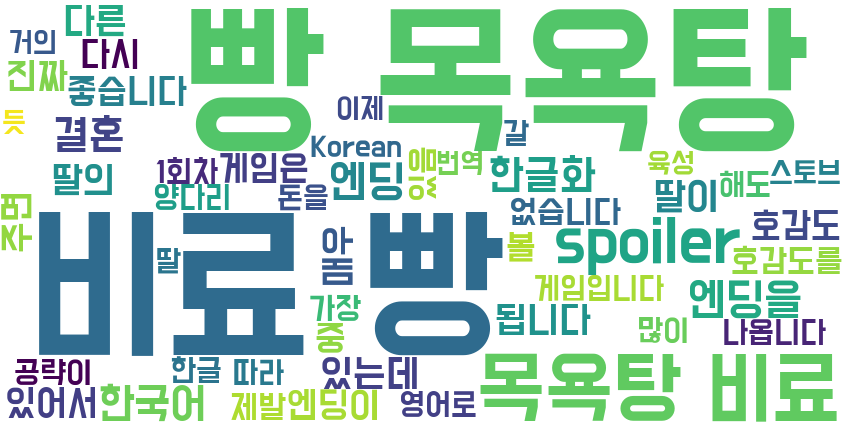 빵 목욕탕
다른
거의
다시
진짜
좋습니다
듯
이제
갈
결혼
Korean
1회차
게임은
엔딩
음
번역
한글화
육성
딸의
양다리
돈을
딸이
해도
스토브
없습니다
주변
비료 빵
아
봄
볼
spoiler
호감도
호감도를
딸
게임입니다
엔딩을
가장
중
됩니다
많이
나옵니다
공략이
한글
따라
있는데
목욕탕 비료
있어서
한국어
제발
엔딩이
영어로